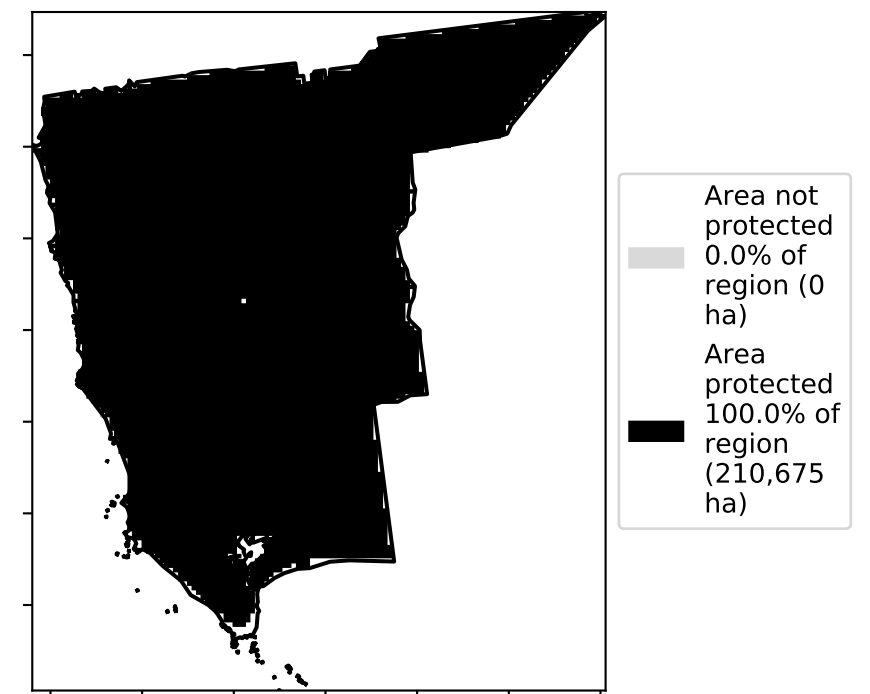 Area not
protected
0.0% of
region (0
ha)
Area
protected
100.0% of
region
(210,675
ha)